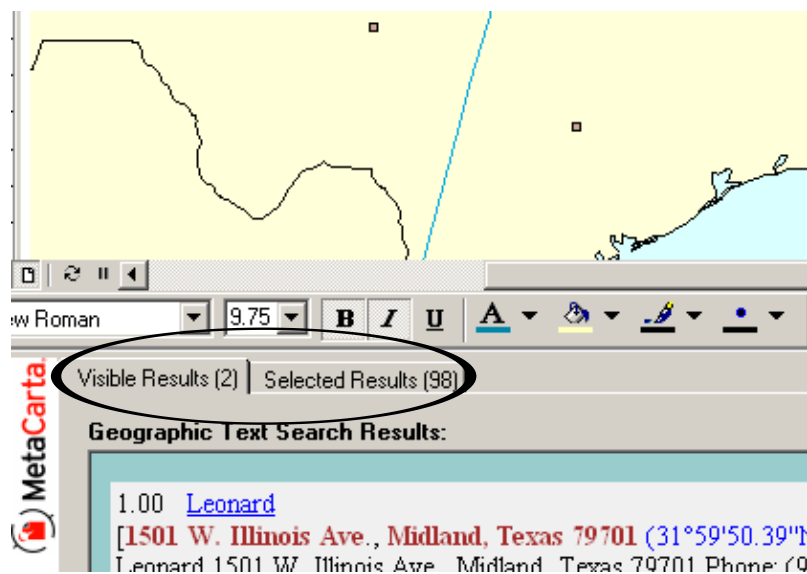 ew Roman 9.75 B I U A
MetaCarta
Visible Results (2) Selected Results (98)
Geographic Text Search Results:
1.00 Leonard
[1501 W. Illinois Ave., Midland, Texas 79701 (31°59'50.39"
Leonard 1501 W. Illinois Ave., Midland, Texas 79701 Phone: (9